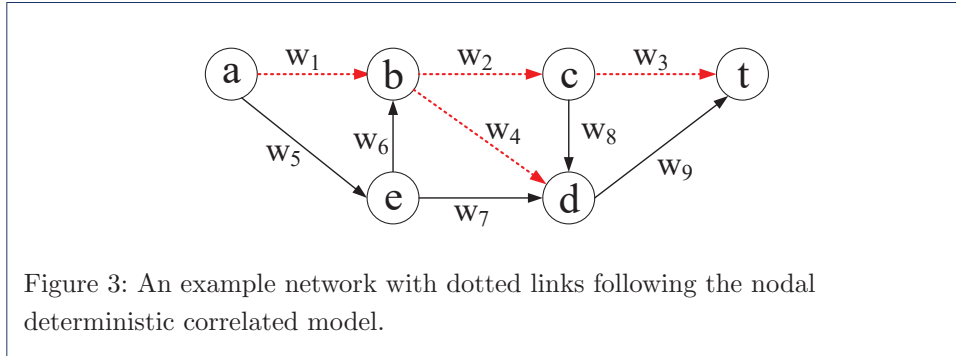 w₁ w₂ w₃
a b c t
w₅ w₆ w₄ w₈ w₉
e w₇ d
Figure 3: An example network with dotted links following the nodal
deterministic correlated model.